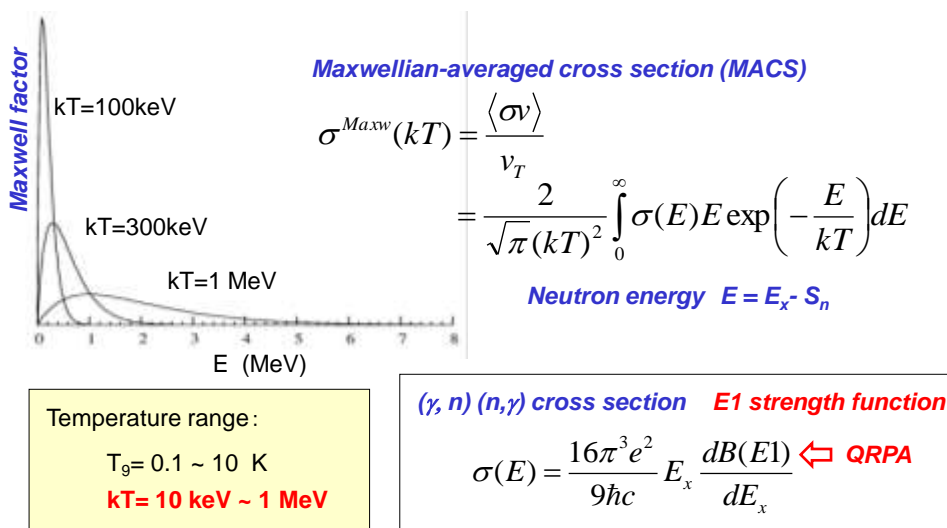 Maxwell factor
kT=100keV
kT=300keV
kT=1 MeV
0 1 2 3 4 5 6 7 8
E (MeV)
Maxwellian-averaged cross section (MACS)
σ^{Maxw}(kT) = ⟨σv⟩ / v_T
= 2 / (√π (kT)^2) ∫_0^∞ σ(E) E exp(−E/kT) dE
Neutron energy E = E_x- S_n
Temperature range:
T_9= 0.1 ~ 10 K
kT= 10 keV ~ 1 MeV
(γ, n) (n,γ) cross section E1 strength function
σ(E) = 16π^3e^2 / 9ħc E_x dB(E1) / dE_x ⇦ QRPA